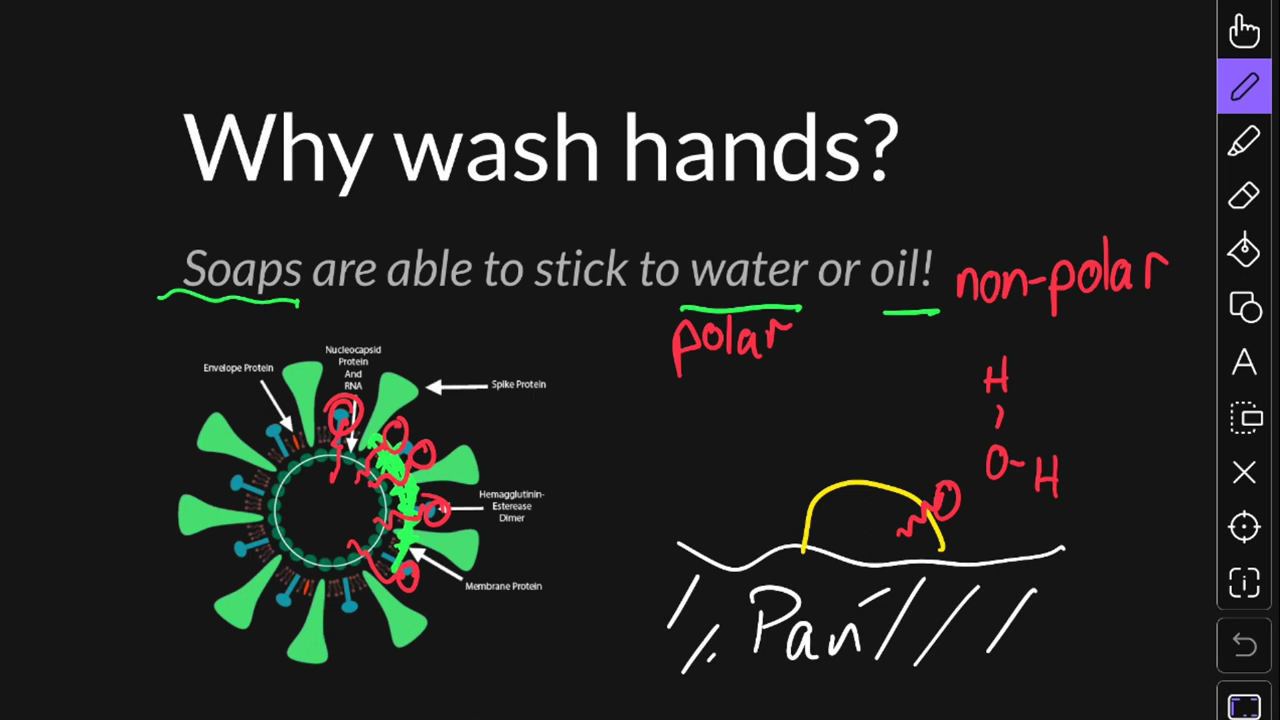 Why wash hands?
Soaps are able to stick to water or oil!
non-polar
polar
Nucleocapsid
Protein
And
RNA
Envelope Protein
Spike Protein
Hemagglutinin-
Esterease
Dimer
Membrane Protein
H
O-H
Pan
A